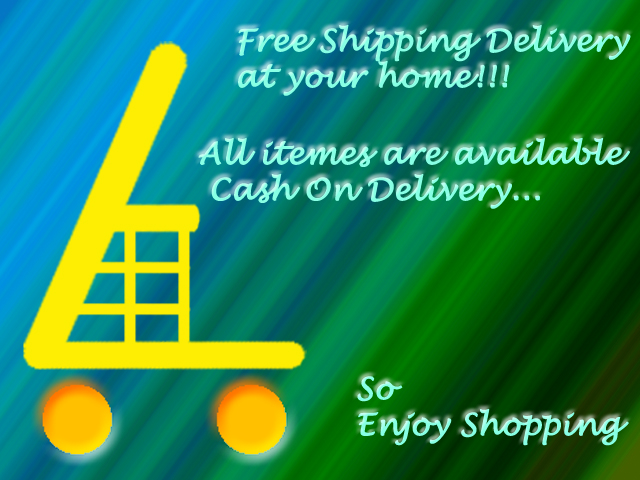 Free Shipping Delivery
at your home!!!
All itemes are available
Cash On Delivery...
So
Enjoy Shopping